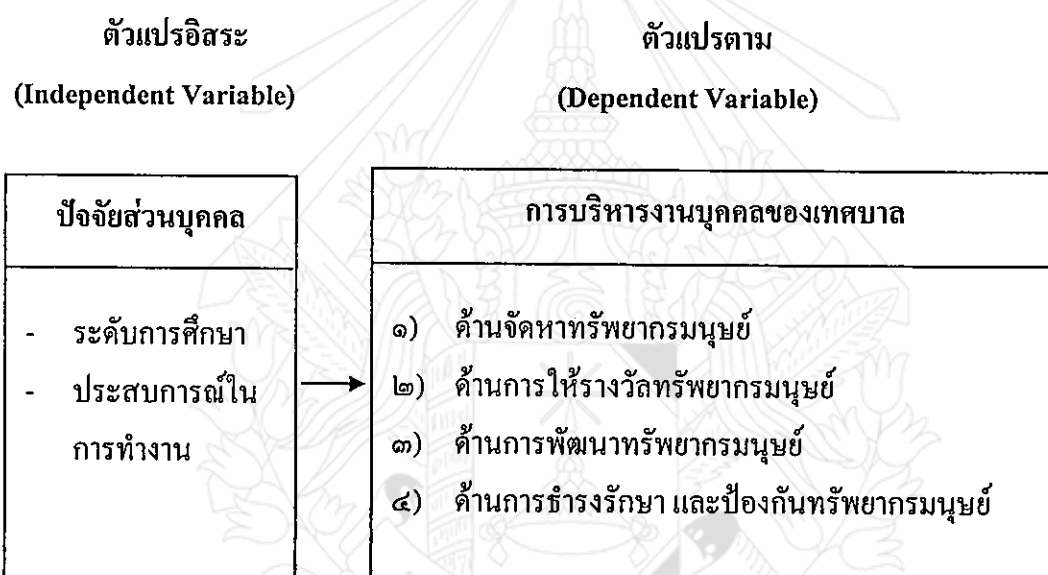 ตัวแปรอิสระ
(Independent Variable)
ตัวแปรตาม
(Dependent Variable)
ปัจจัยส่วนบุคคล
- ระดับการศึกษา
- ประสบการณ์ใน
การทำงาน
การบริหารงานบุคคลของเทศบาล
๑) ด้านจัดหาทรัพยากรมนุษย์
๒) ด้านการให้รางวัลทรัพยากรมนุษย์
๓) ด้านการพัฒนาทรัพยากรมนุษย์
๔) ด้านการธำรงรักษา และป้องกันทรัพยากรมนุษย์